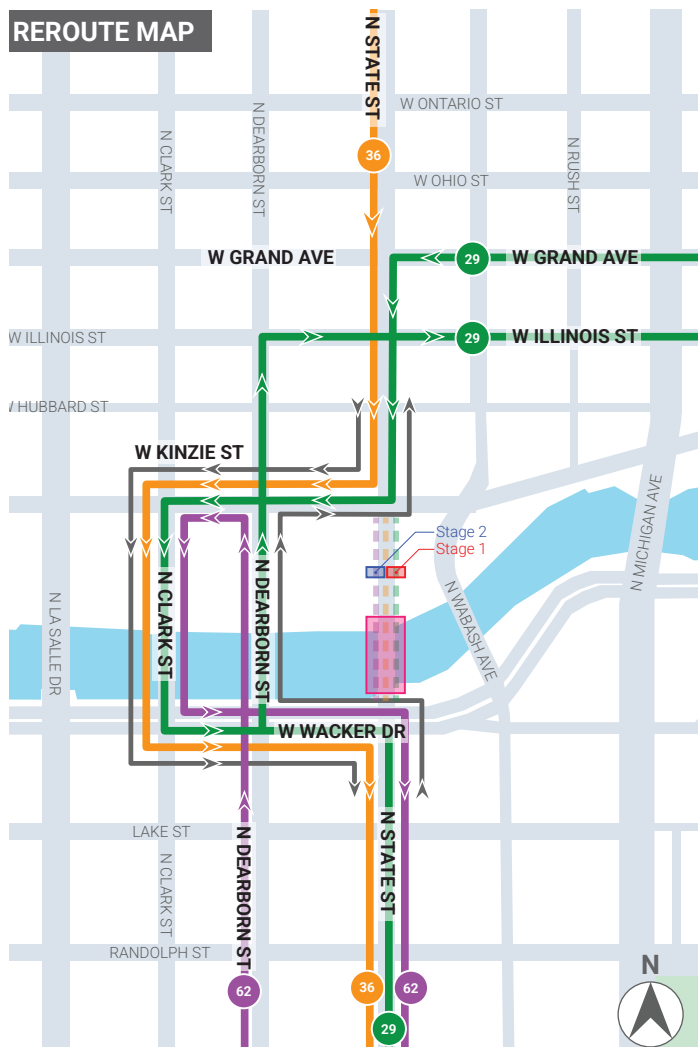 REROUTE MAP
N STATE ST
W ONTARIO ST
N DEARBORN ST
N CLARK ST
N RUSH ST
36
W OHIO ST
W GRAND AVE
29
W GRAND AVE
W ILLINOIS ST
29
W ILLINOIS ST
W HUBBARD ST
W KINZIE ST
Stage 2
Stage 1
N MICHIGAN AVE
N LA SALLE DR
N CLARK ST
N DEARBORN ST
N WABASH AVE
W WACKER DR
LAKE ST
N CLARK ST
N DEARBORN ST
N STATE ST
RANDOLPH ST
N
62
36
62
29